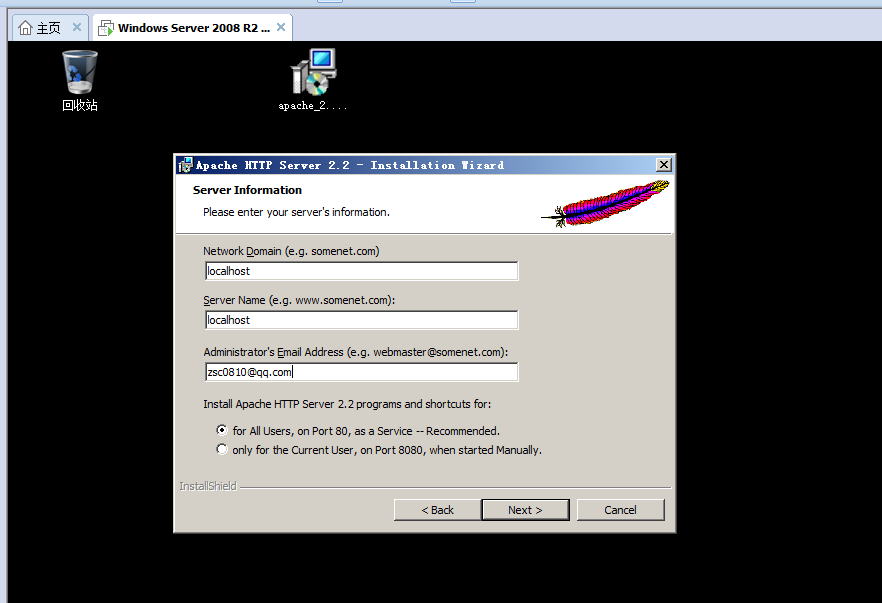 主页
Windows Server 2008 R2 ...
回收站
apache_2....
Apache HTTP Server 2.2 - Installation Wizard
Server Information
Please enter your server's information.
Network Domain (e.g. somenet.com)
localhost
Server Name (e.g. www.somenet.com):
localhost
Administrator's Email Address (e.g. webmaster@somenet.com):
zsc0810@qq.com
Install Apache HTTP Server 2.2 programs and shortcuts for:
for All Users, on Port 80, as a Service -- Recommended.
only for the Current User, on Port 8080, when started Manually.
InstallShield
< Back
Next >
Cancel